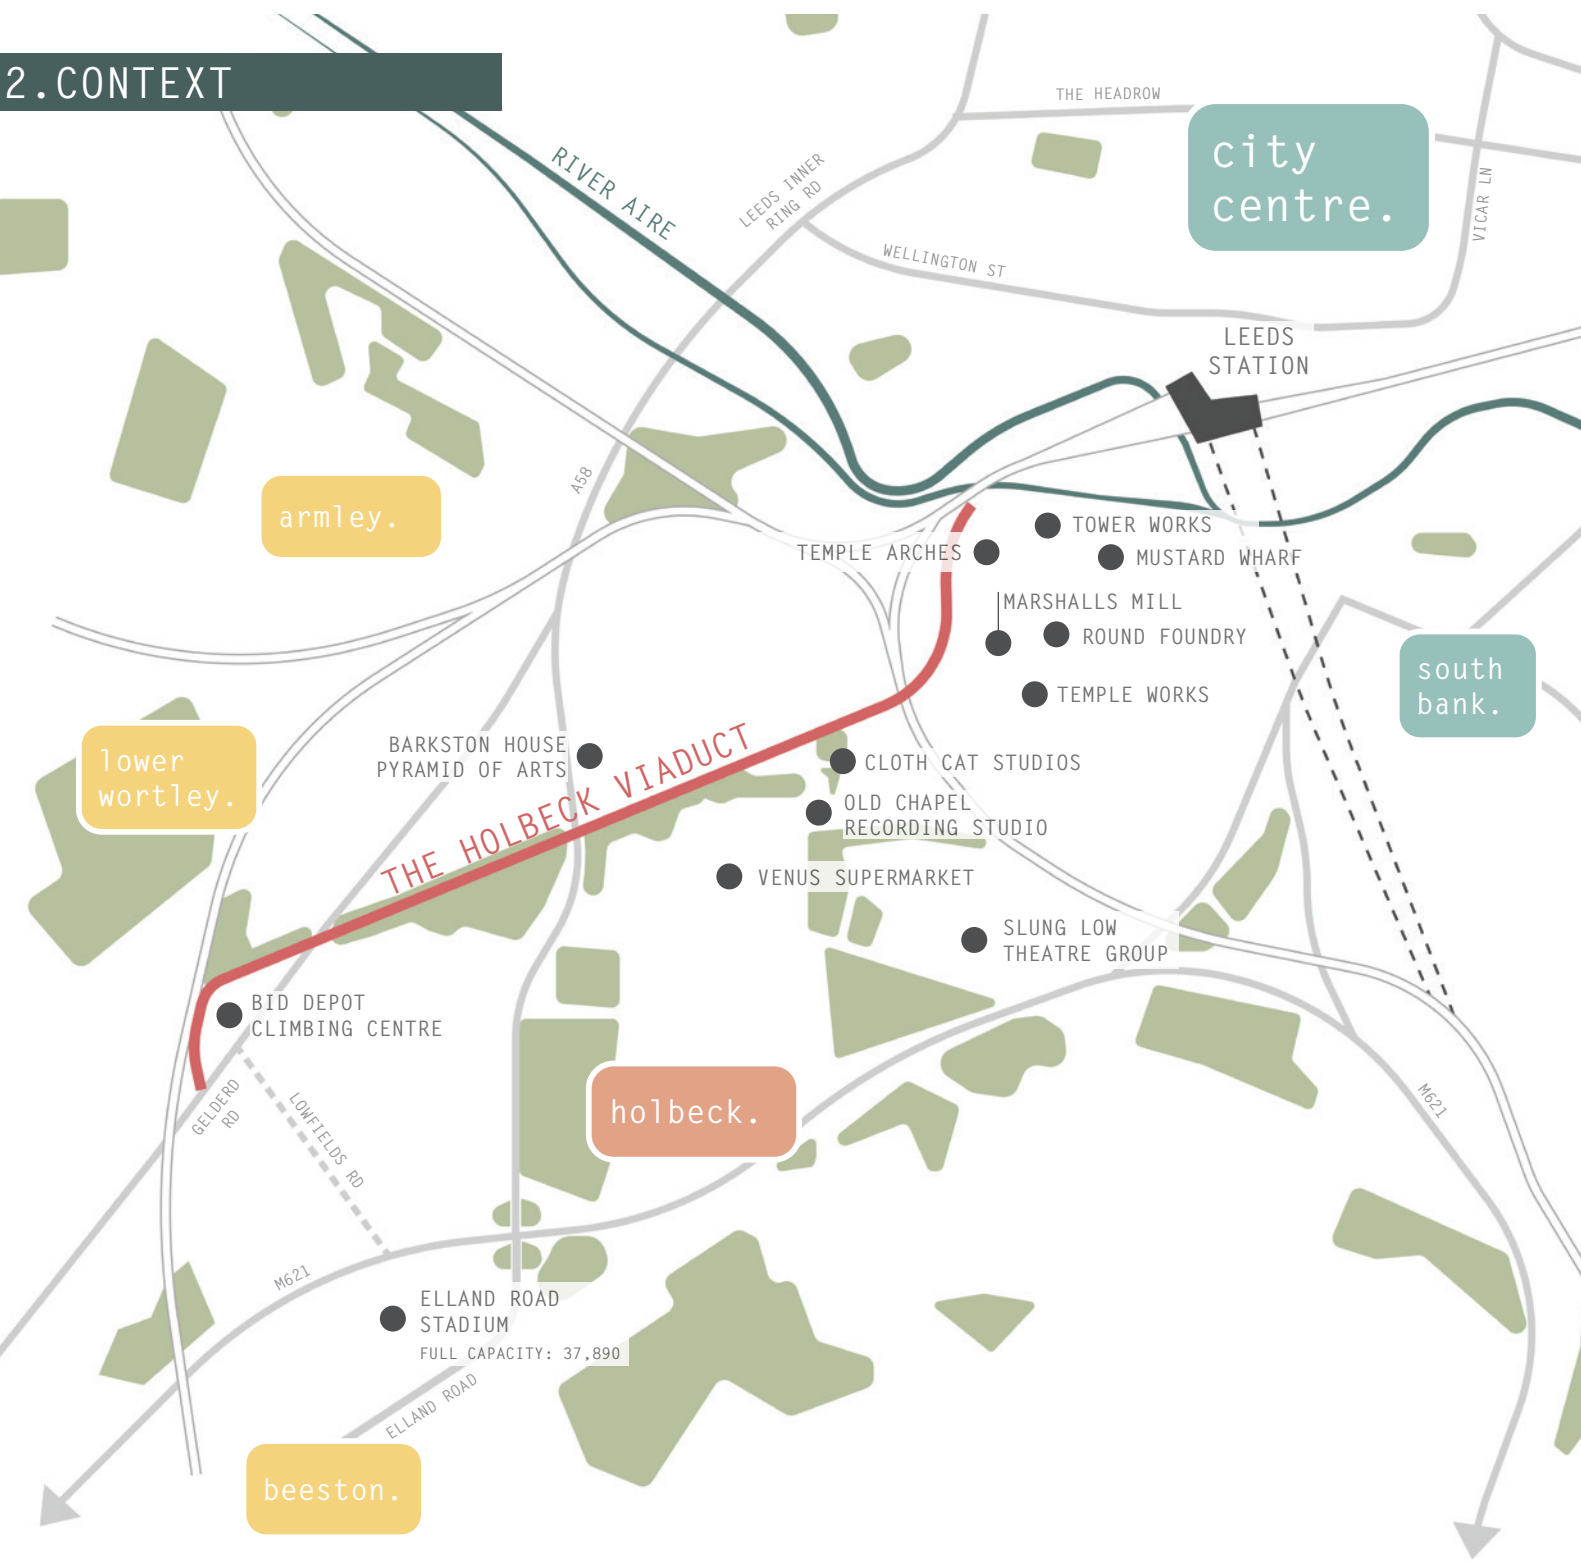 2.CONTEXT
THE HEADROW
city
centre.
RIVER AIRE
LEEDS INNER
RING RD
VICAR LN
WELLINGTON ST
LEEDS
STATION
A58
armley.
TOWER WORKS
TEMPLE ARCHES
MUSTARD WHARF
MARSHALLS MILL
ROUND FOUNDRY
south
bank.
TEMPLE WORKS
BARKSTON HOUSE
PYRAMID OF ARTS
THE HOLBECK VIADUCT
CLOTH CAT STUDIOS
lower
wortley.
OLD CHAPEL
RECORDING STUDIO
VENUS SUPERMARKET
SLUNG LOW
THEATRE GROUP
BID DEPOT
CLIMBING CENTRE
GELDERD
RD
LOWFIELDS RD
holbeck.
M621
M621
ELLAND ROAD
STADIUM
FULL CAPACITY: 37,890
ELLAND ROAD
beeston.